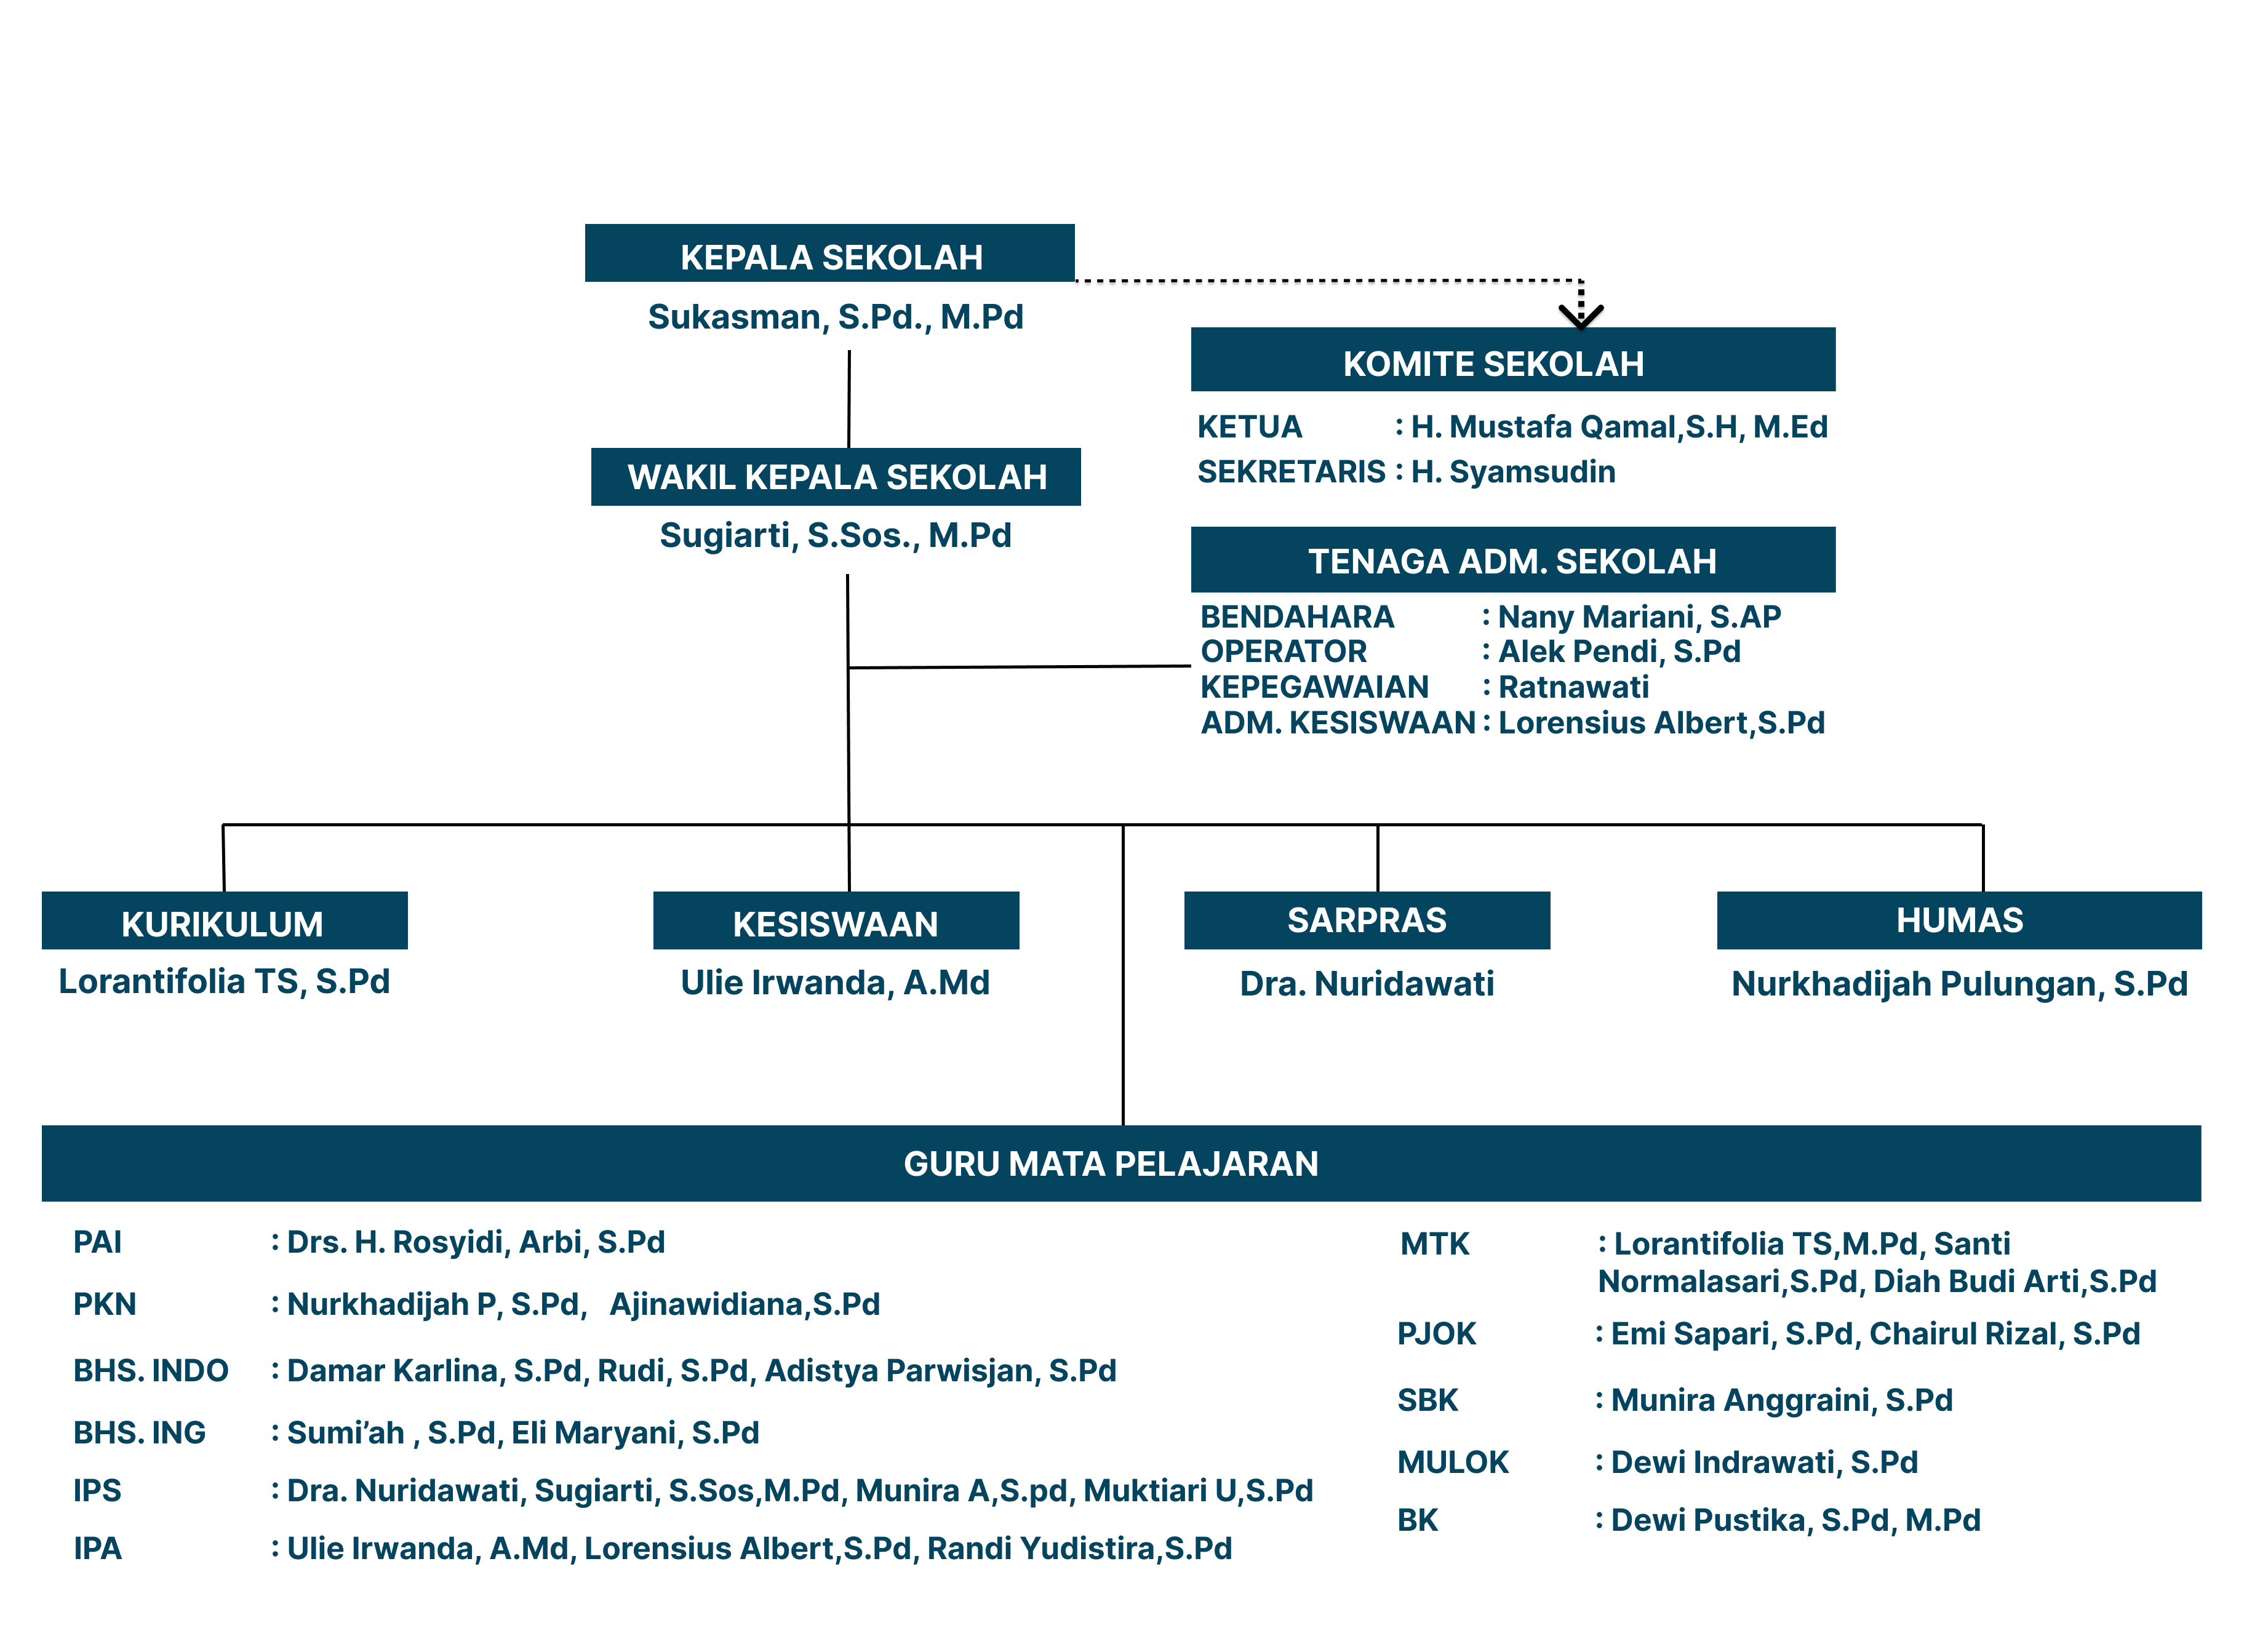 KEPALA SEKOLAH
Sukasman, S.Pd., M.Pd
KOMITE SEKOLAH
KETUA : H. Mustafa Qamal,S.H, M.Ed
SEKRETARIS : H. Syamsudin
WAKIL KEPALA SEKOLAH
Sugiarti, S.Sos., M.Pd
TENAGA ADM. SEKOLAH
BENDAHARA : Nany Mariani, S.AP
OPERATOR : Alek Pendi, S.Pd
KEPEGAWAIAN : Ratnawati
ADM. KESISWAAN : Lorensius Albert,S.Pd
KURIKULUM
Lorantifolia TS, S.Pd
KESISWAAN
Ulie Irwanda, A.Md
SARPRAS
Dra. Nuridawati
HUMAS
Nurkhadijah Pulungan, S.Pd
GURU MATA PELAJARAN
PAI : Drs. H. Rosyidi, Arbi, S.Pd
PKN : Nurkhadijah P, S.Pd, Ajinawidiana,S.Pd
BHS. INDO : Damar Karlina, S.Pd, Rudi, S.Pd, Adistya Parwisjan, S.Pd
BHS. ING : Sumi’ah , S.Pd, Eli Maryani, S.Pd
IPS : Dra. Nuridawati, Sugiarti, S.Sos,M.Pd, Munira A,S.pd, Muktiari U,S.Pd
IPA : Ulie Irwanda, A.Md, Lorensius Albert,S.Pd, Randi Yudistira,S.Pd
MTK : Lorantifolia TS,M.Pd, Santi
Normalasari,S.Pd, Diah Budi Arti,S.Pd
PJOK : Emi Sapari, S.Pd, Chairul Rizal, S.Pd
SBK : Munira Anggraini, S.Pd
MULOK : Dewi Indrawati, S.Pd
BK : Dewi Pustika, S.Pd, M.Pd